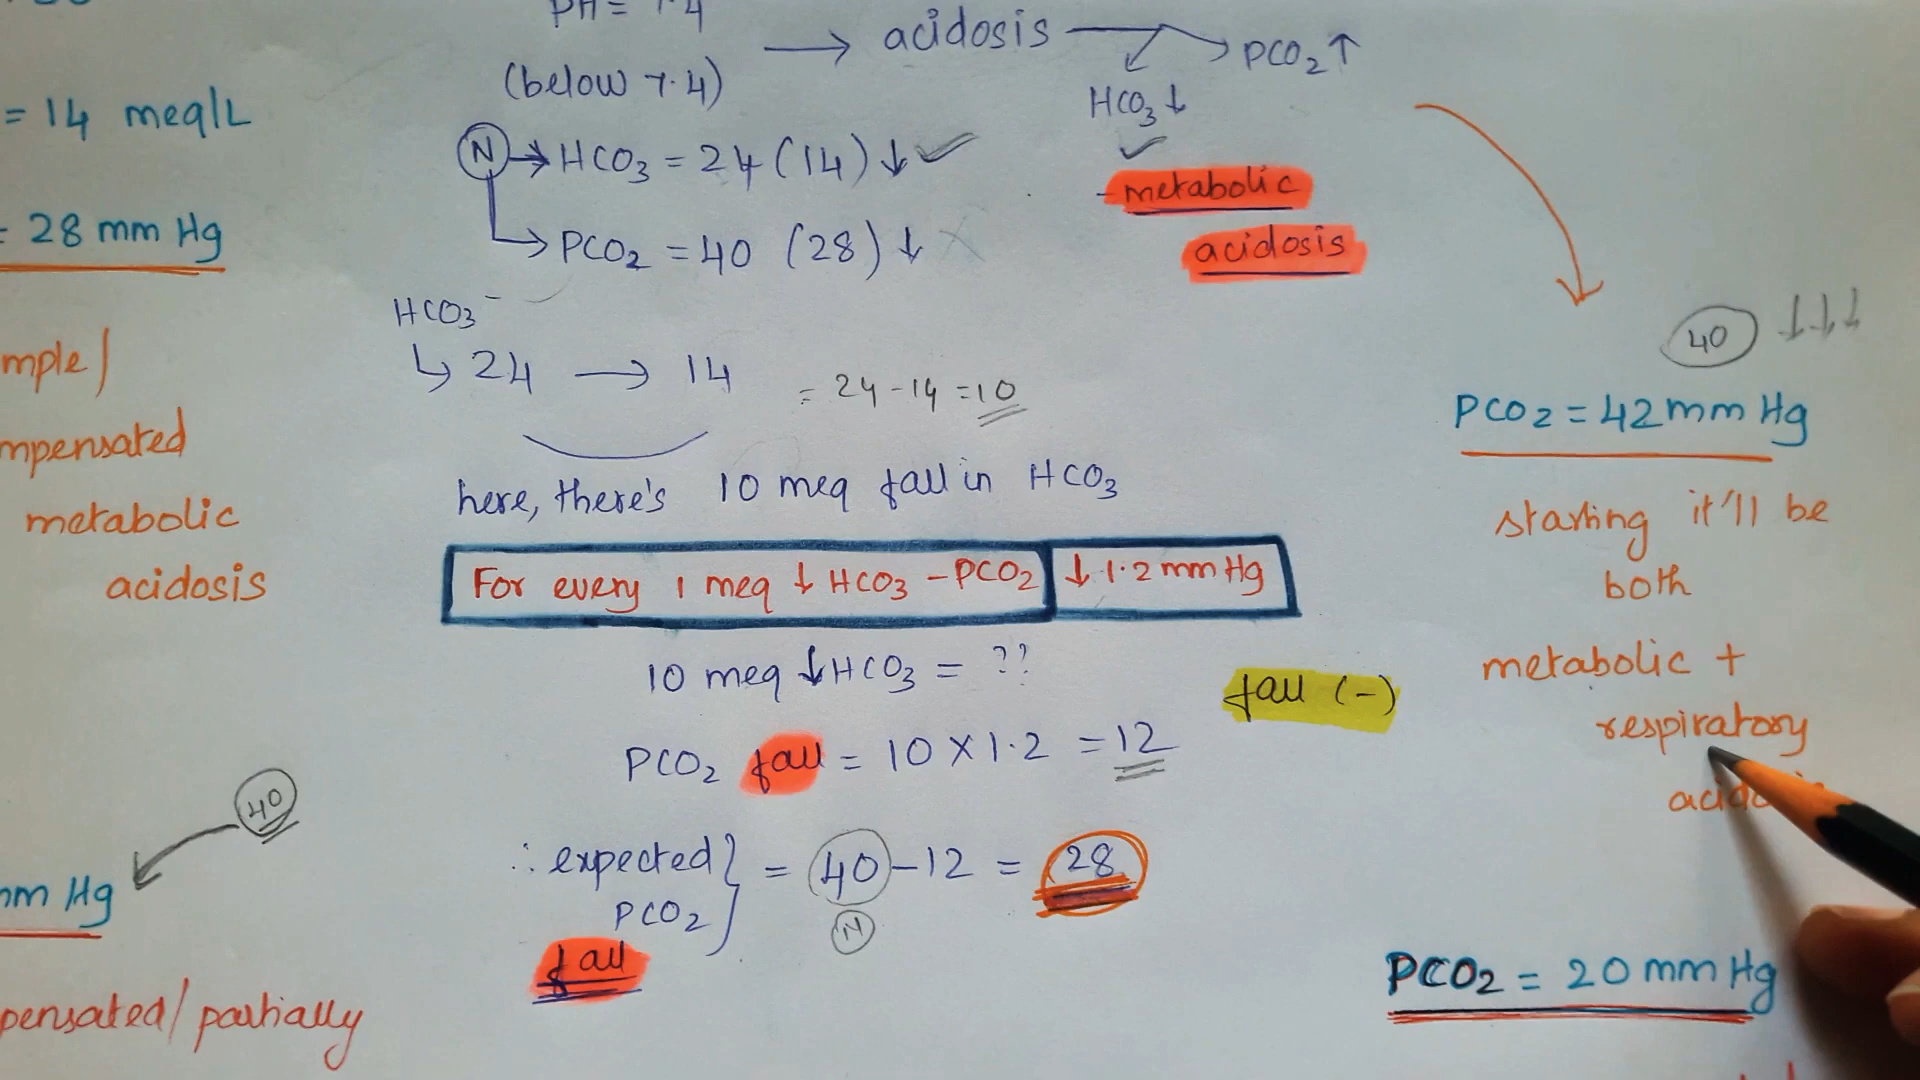 PH = 7.4
(below 7.4)
→ acidosis → PCO2 ↑
HCO3 ↓
= 14 meq/L
N → HCO3 = 24 (14) ↓ ✓
✓
- metabolic
acidosis
= 28 mm Hg
→ PCO2 = 40 (28) ↓ X
HCO3⁻
↳ 24 → 14
= 24 - 14 = 10
40 ↓↓↓
PCO2 = 42 mm Hg
mple/
mpensated
metabolic
acidosis
here, there's 10 meq fall in HCO3
starting it'll be
both
metabolic +
respiratory
For every 1 meq ↓ HCO3 - PCO2 ↓ 1.2 mm Hg
10 meq ↓ HCO3 = ??
fall (-)
PCO2 fall = 10 X 1.2 = 12
40
mm Hg
∴ expected } = 40 - 12 = 28
PCO2
N
fall
PCO2 = 20 mm Hg
pensated/partially